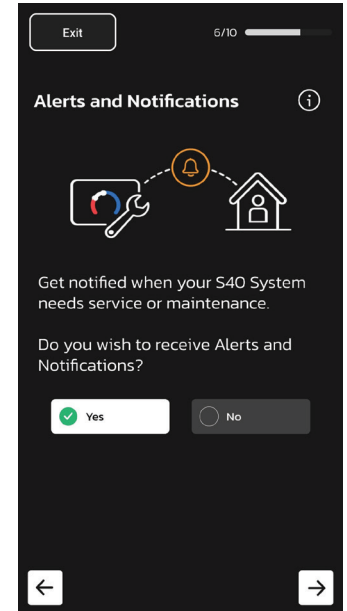 Exit
6/10
Alerts and Notifications
Get notified when your S40 System
needs service or maintenance.
Do you wish to receive Alerts and
Notifications?
Yes
No